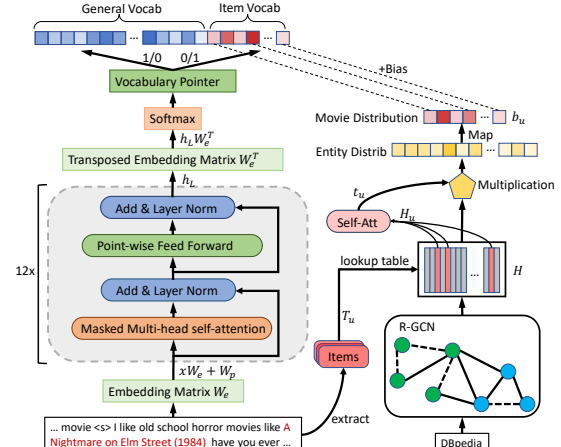 General Vocab
Item Vocab
...
...
1/0
0/1
+Bias
Vocabulary Pointer
Movie Distribution
...
b_u
Softmax
Map
h_L W_e^T
Entity Distrib
...
Transposed Embedding Matrix W_e^T
h_L
t_u
Multiplication
Add & Layer Norm
Self-Att
H_u
Point-wise Feed Forward
12x
lookup table
...
H
Add & Layer Norm
T_u
Masked Multi-head self-attention
R-GCN
Items
xW_e + W_p
Embedding Matrix W_e
extract
... movie <s> I like old school horror movies like A
Nightmare on Elm Street (1984) have you ever ...
DBpedia